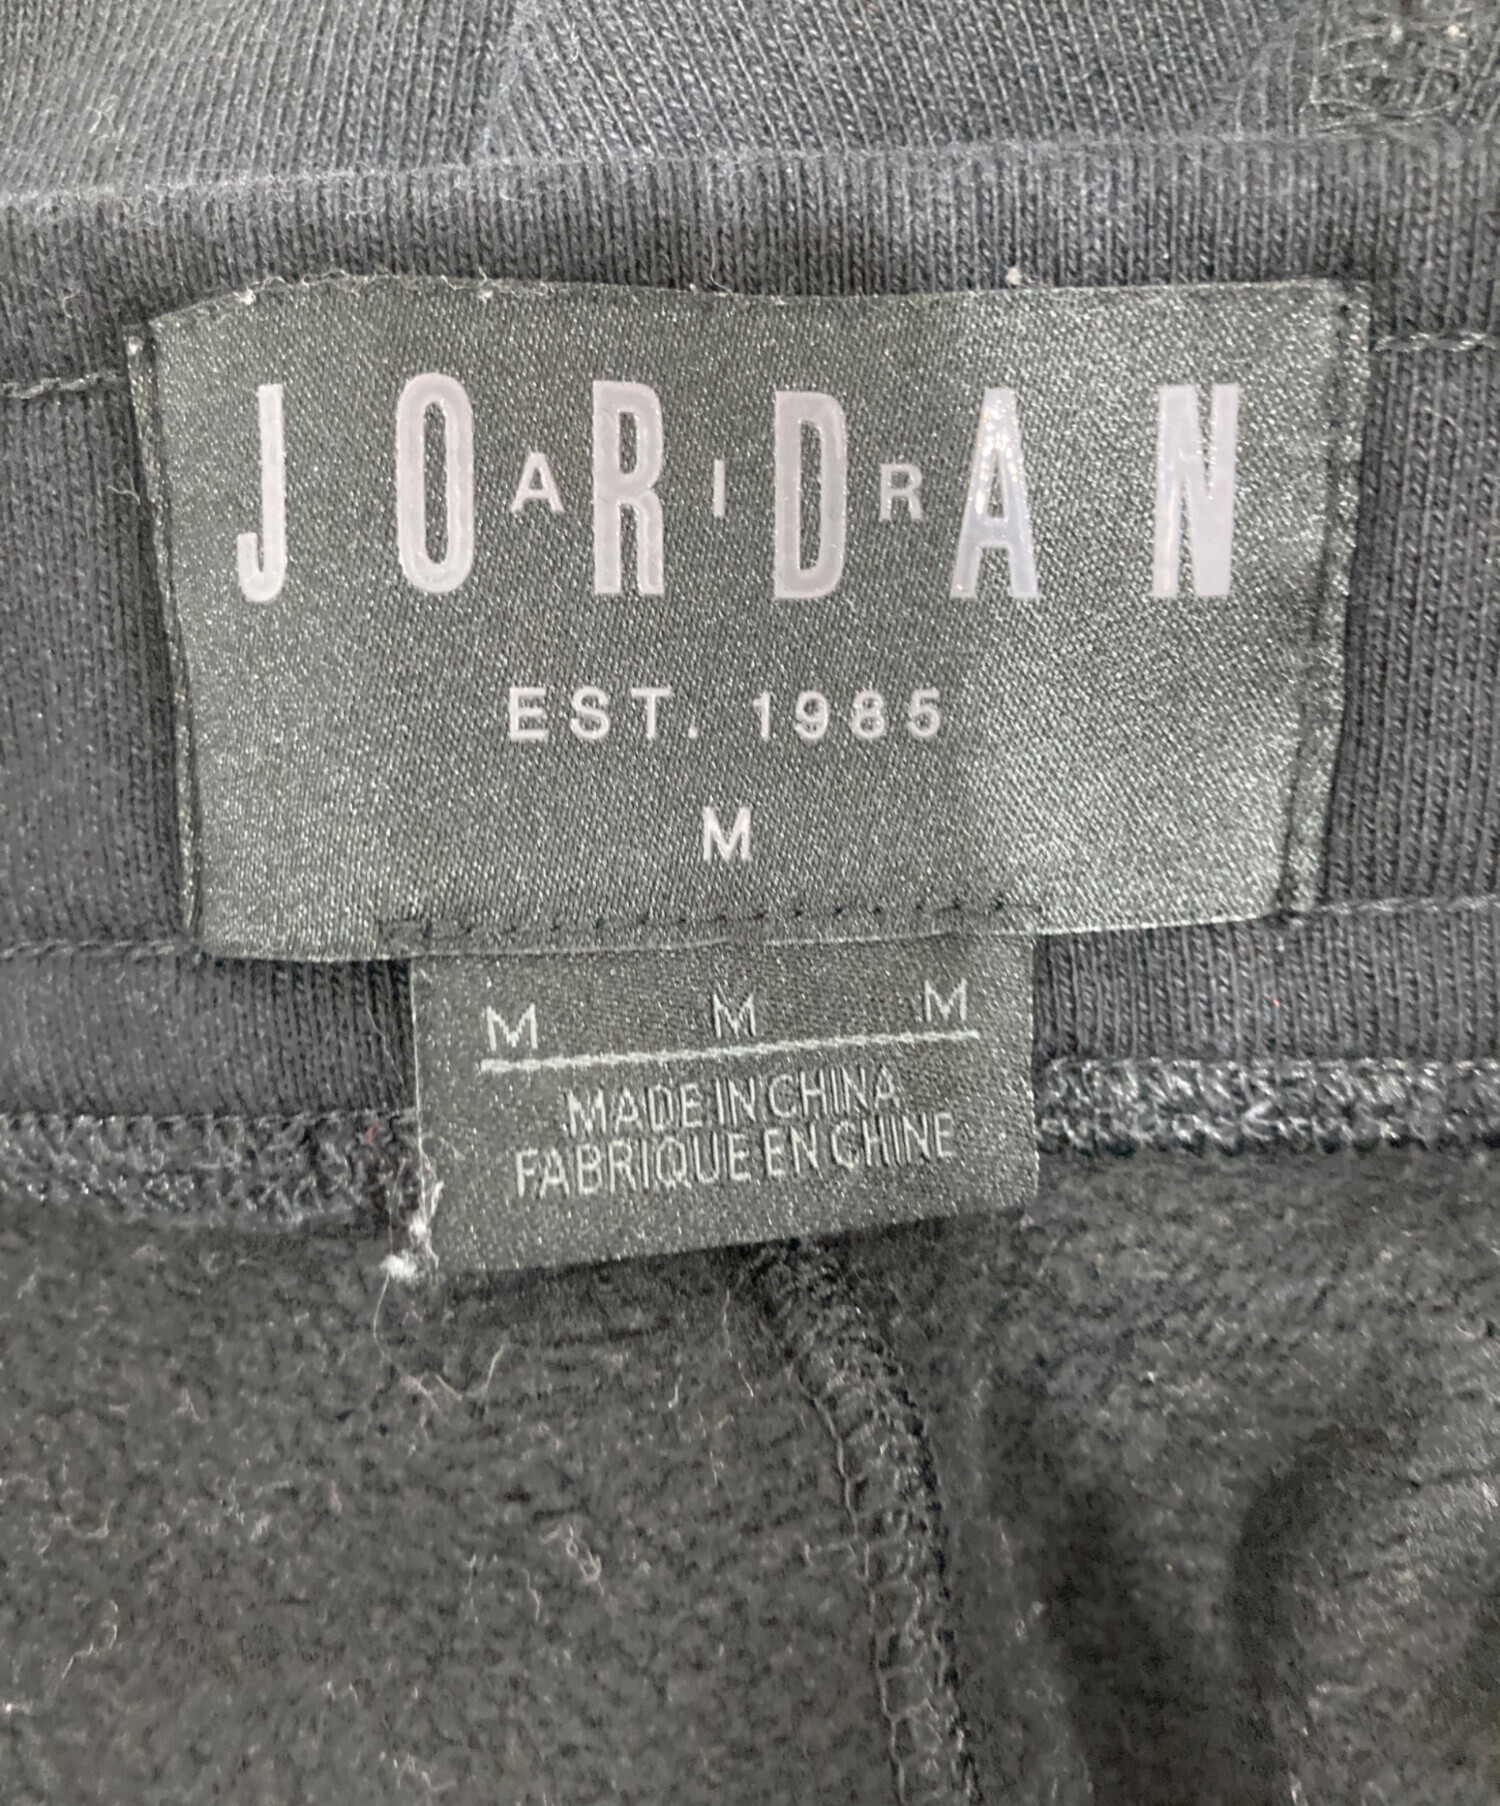 JORDAN
AIR
EST. 1985
M
M M M
MADE IN CHINA
FABRIQUE EN CHINE